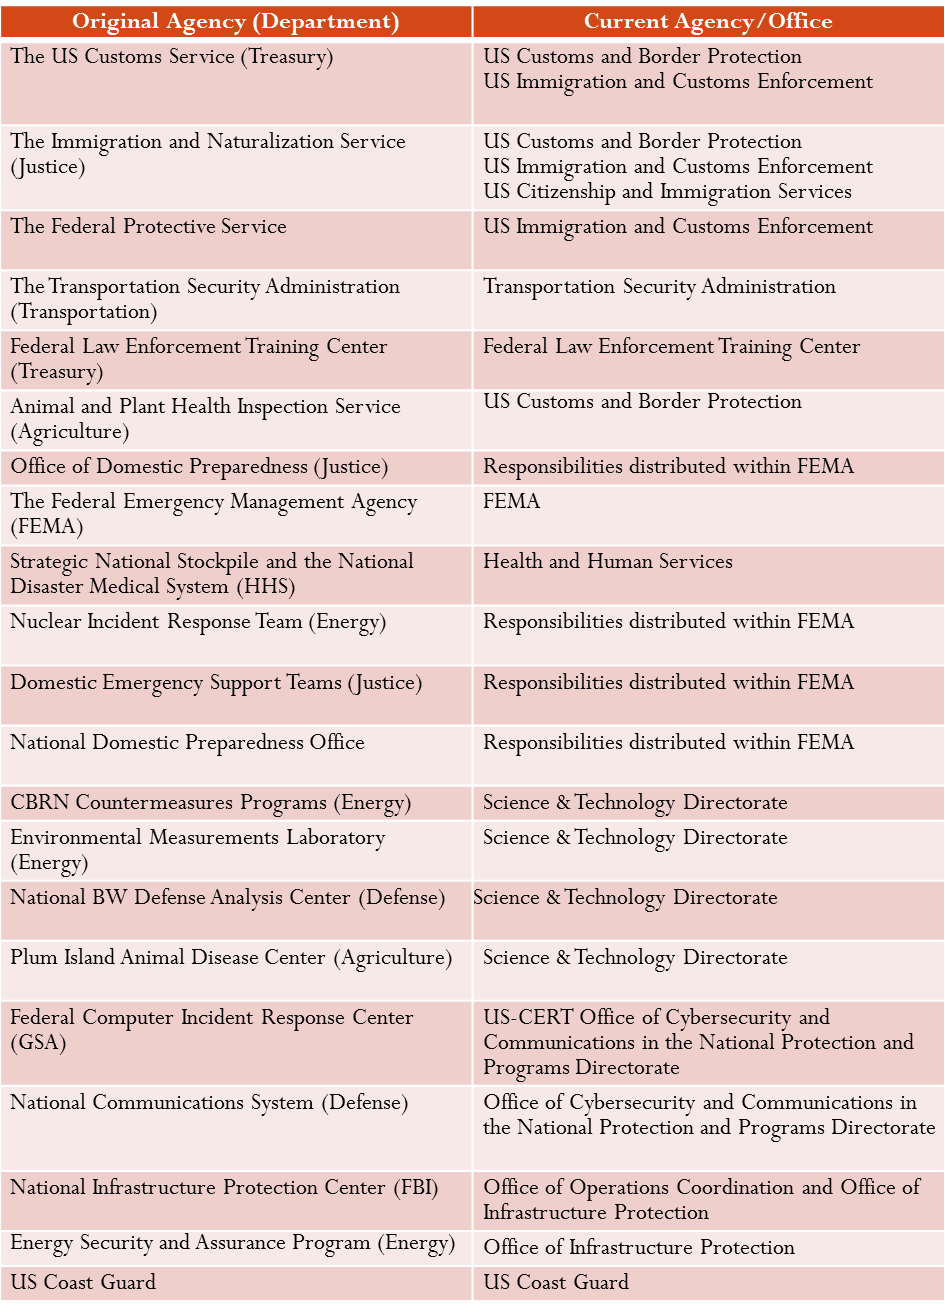 Original Agency (Department)
Current Agency/Office
The US Customs Service (Treasury)
US Customs and Border Protection
US Immigration and Customs Enforcement
The Immigration and Naturalization Service
(Justice)
US Customs and Border Protection
US Immigration and Customs Enforcement
US Citizenship and Immigration Services
The Federal Protective Service
US Immigration and Customs Enforcement
The Transportation Security Administration
(Transportation)
Transportation Security Administration
Federal Law Enforcement Training Center
(Treasury)
Federal Law Enforcement Training Center
Animal and Plant Health Inspection Service
(Agriculture)
US Customs and Border Protection
Office of Domestic Preparedness (Justice)
Responsibilities distributed within FEMA
The Federal Emergency Management Agency
(FEMA)
FEMA
Strategic National Stockpile and the National
Disaster Medical System (HHS)
Health and Human Services
Nuclear Incident Response Team (Energy)
Responsibilities distributed within FEMA
Domestic Emergency Support Teams (Justice)
Responsibilities distributed within FEMA
National Domestic Preparedness Office
Responsibilities distributed within FEMA
CBRN Countermeasures Programs (Energy)
Science & Technology Directorate
Environmental Measurements Laboratory
(Energy)
Science & Technology Directorate
National BW Defense Analysis Center (Defense)
Science & Technology Directorate
Plum Island Animal Disease Center (Agriculture)
Science & Technology Directorate
Federal Computer Incident Response Center
(GSA)
US-CERT Office of Cybersecurity and
Communications in the National Protection and
Programs Directorate
National Communications System (Defense)
Office of Cybersecurity and Communications in
the National Protection and Programs Directorate
National Infrastructure Protection Center (FBI)
Office of Operations Coordination and Office of
Infrastructure Protection
Energy Security and Assurance Program (Energy)
Office of Infrastructure Protection
US Coast Guard
US Coast Guard